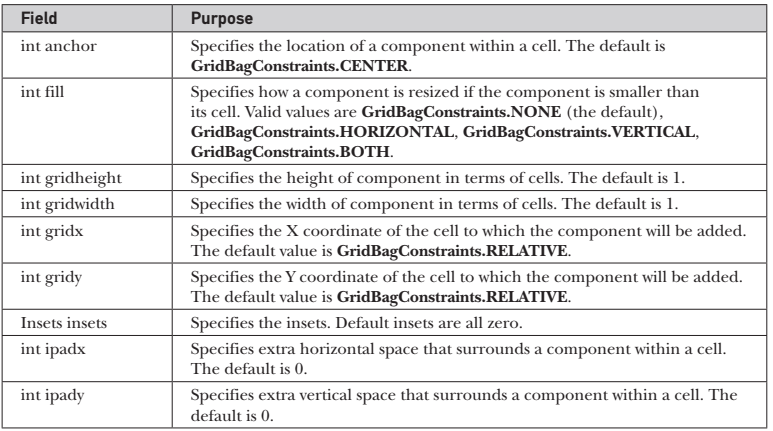 Field Purpose
int anchor Specifies the location of a component within a cell. The default is
GridBagConstraints.CENTER.
int fill Specifies how a component is resized if the component is smaller than
its cell. Valid values are GridBagConstraints.NONE (the default),
GridBagConstraints.HORIZONTAL, GridBagConstraints.VERTICAL,
GridBagConstraints.BOTH.
int gridheight Specifies the height of component in terms of cells. The default is 1.
int gridwidth Specifies the width of component in terms of cells. The default is 1.
int gridx Specifies the X coordinate of the cell to which the component will be added.
The default value is GridBagConstraints.RELATIVE.
int gridy Specifies the Y coordinate of the cell to which the component will be added.
The default value is GridBagConstraints.RELATIVE.
Insets insets Specifies the insets. Default insets are all zero.
int ipadx Specifies extra horizontal space that surrounds a component within a cell.
The default is 0.
int ipady Specifies extra vertical space that surrounds a component within a cell. The
default is 0.